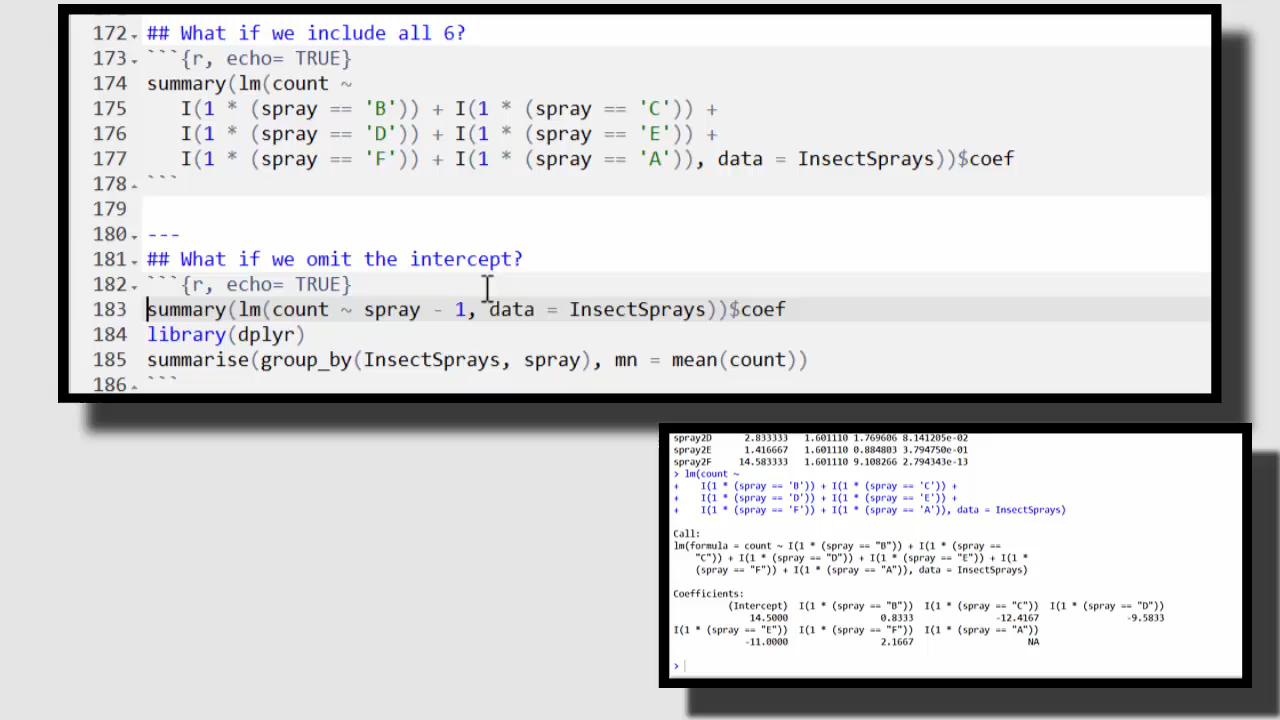 172 ## What if we include all 6?
173 ```{r, echo= TRUE}
174 summary(lm(count ~
175    I(1 * (spray == 'B')) + I(1 * (spray == 'C')) +
176    I(1 * (spray == 'D')) + I(1 * (spray == 'E')) +
177    I(1 * (spray == 'F')) + I(1 * (spray == 'A')), data = InsectSprays))$coef
178 ```
179
180 ---
181 ## What if we omit the intercept?
182 ```{r, echo= TRUE}
183 summary(lm(count ~ spray - 1, data = InsectSprays))$coef
184 library(dplyr)
185 summarise(group_by(InsectSprays, spray), mn = mean(count))
186 ```
spray2D 2.833333 1.601110 1.769606 8.141205e-02
spray2E 1.416667 1.601110 0.884803 3.794750e-01
spray2F 14.583333 1.601110 9.108266 2.794343e-13
> lm(count ~
+    I(1 * (spray == 'B')) + I(1 * (spray == 'C')) +
+    I(1 * (spray == 'D')) + I(1 * (spray == 'E')) +
+    I(1 * (spray == 'F')) + I(1 * (spray == 'A')), data = InsectSprays)
Call:
lm(formula = count ~ I(1 * (spray == "B")) + I(1 * (spray ==
"C")) + I(1 * (spray == "D")) + I(1 * (spray == "E")) + I(1 *
(spray == "F")) + I(1 * (spray == "A")), data = InsectSprays)
Coefficients:
(Intercept) I(1 * (spray == "B")) I(1 * (spray == "C")) I(1 * (spray == "D"))
14.5000 0.8333 -12.4167 -9.5833
I(1 * (spray == "E")) I(1 * (spray == "F")) I(1 * (spray == "A"))
-11.0000 2.1667 NA
>